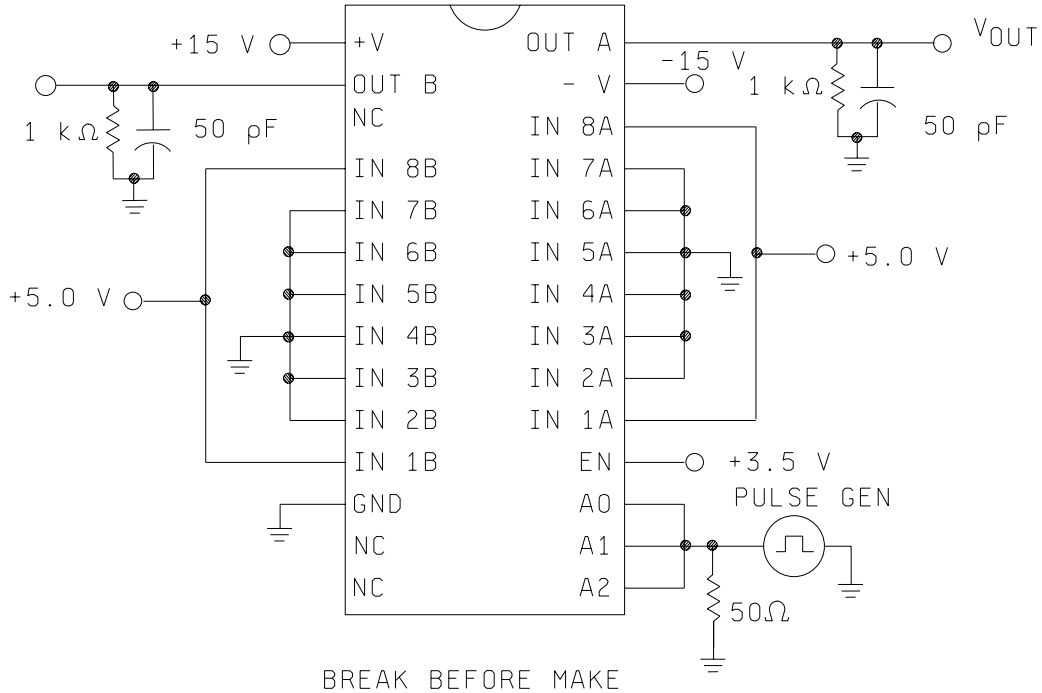 +15 V
+V
OUT A
VOUT
-15 V
OUT B
- V
1 kΩ
NC
1 kΩ
50 pF
IN 8A
50 pF
IN 8B
IN 7A
IN 7B
IN 6A
IN 6B
IN 5A
+5.0 V
+5.0 V
IN 5B
IN 4A
IN 4B
IN 3A
IN 3B
IN 2A
IN 2B
IN 1A
IN 1B
EN
+3.5 V
PULSE GEN
GND
A0
NC
A1
NC
A2
50Ω
BREAK BEFORE MAKE